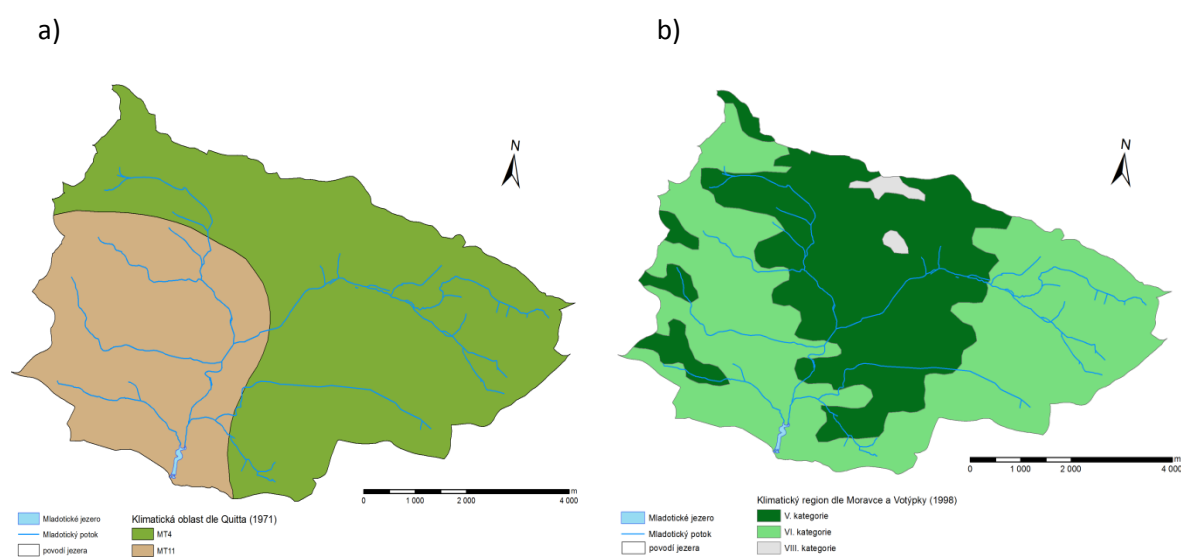 a)
N
m
0 1 000 2 000 4 000
Mladotické jezero
Mladotický potok
povodí jezera
Klimatická oblast dle Quitta (1971)
MT4
MT11
b)
N
m
0 1 000 2 000 4 000
Mladotické jezero
Mladotický potok
povodí jezera
Klimatický region dle Moravce a Votýpky (1998)
V. kategorie
VI. kategorie
VIII. kategorie